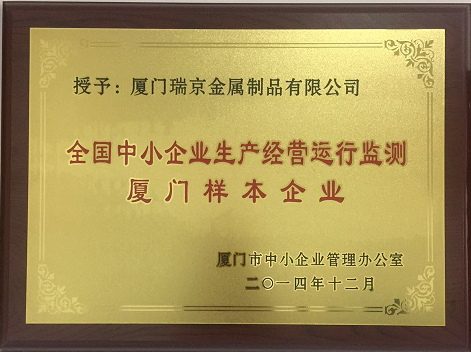 授予：厦门瑞京金属制品有限公司
全国中小企业生产经营运行监测
厦门样本企业
厦门市中小企业管理办公室
二〇一四年十二月